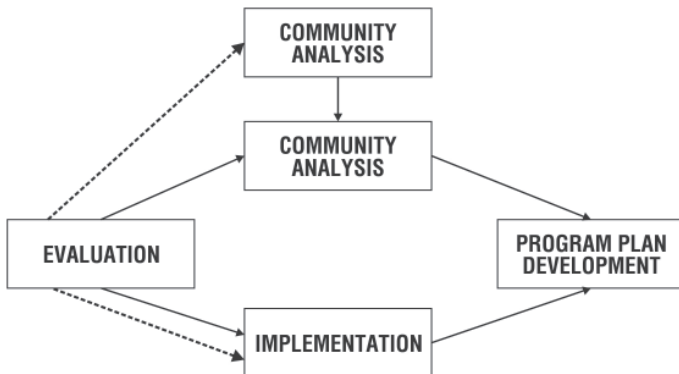 COMMUNITY
ANALYSIS
COMMUNITY
ANALYSIS
EVALUATION
PROGRAM PLAN
DEVELOPMENT
IMPLEMENTATION